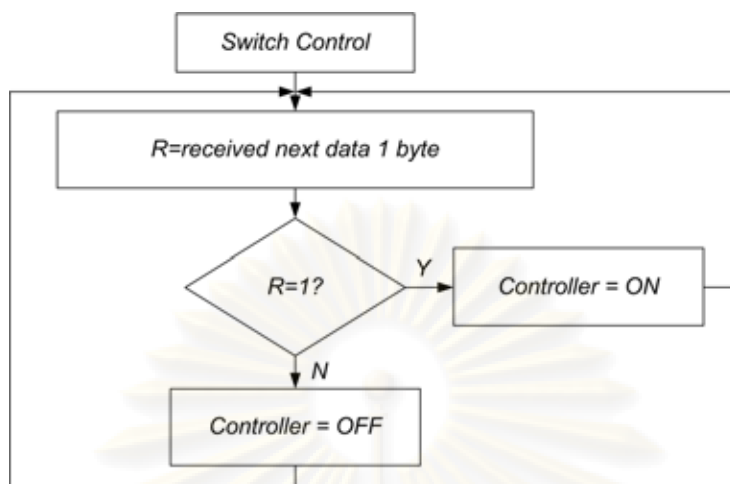 Switch Control
R=received next data 1 byte
R=1?
Y
Controller = ON
N
Controller = OFF